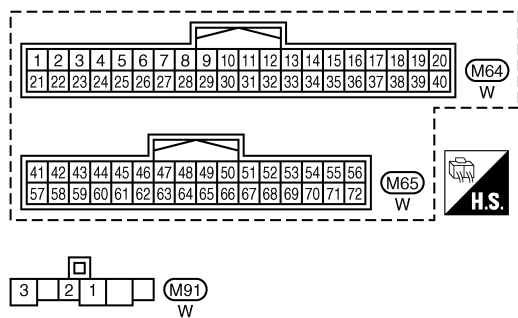 1 2 3 4 5 6 7 8 9 10 11 12 13 14 15 16 17 18 19 20
21 22 23 24 25 26 27 28 29 30 31 32 33 34 35 36 37 38 39 40
M64
W
41 42 43 44 45 46 47 48 49 50 51 52 53 54 55 56
57 58 59 60 61 62 63 64 65 66 67 68 69 70 71 72
M65
W
H.S.
3 2 1
M91
W